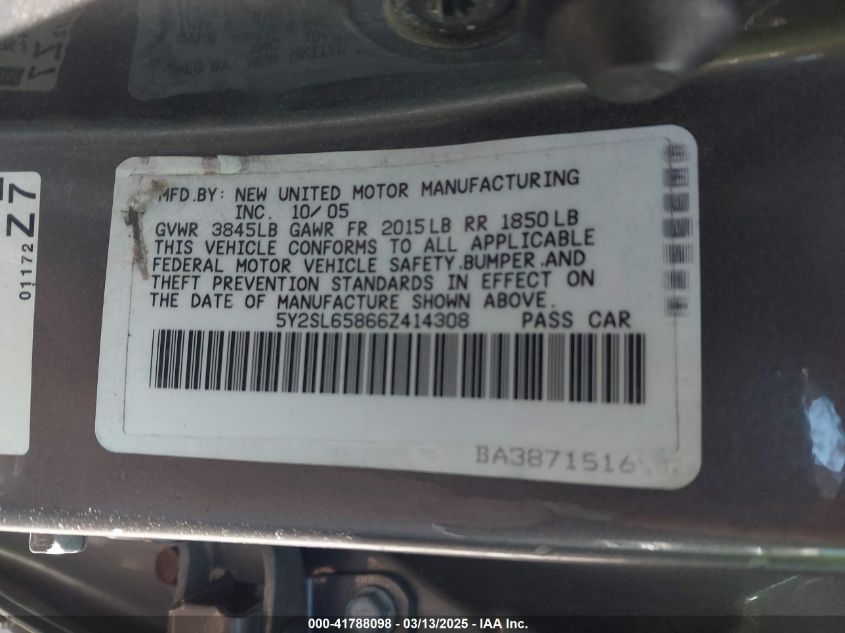 MFD.BY: NEW UNITED MOTOR MANUFACTURING
INC. 10/05
GVWR 3845LB GAWR FR 2015LB RR 1850LB
THIS VEHICLE CONFORMS TO ALL APPLICABLE
FEDERAL MOTOR VEHICLE SAFETY,BUMPER,AND
THEFT PREVENTION STANDARDS IN EFFECT ON
THE DATE OF MANUFACTURE SHOWN ABOVE.
5Y2SL65866Z414308 PASS CAR
BA3871516
01172
Z7
000-41788098 - 03/13/2025 - © IAA Inc.